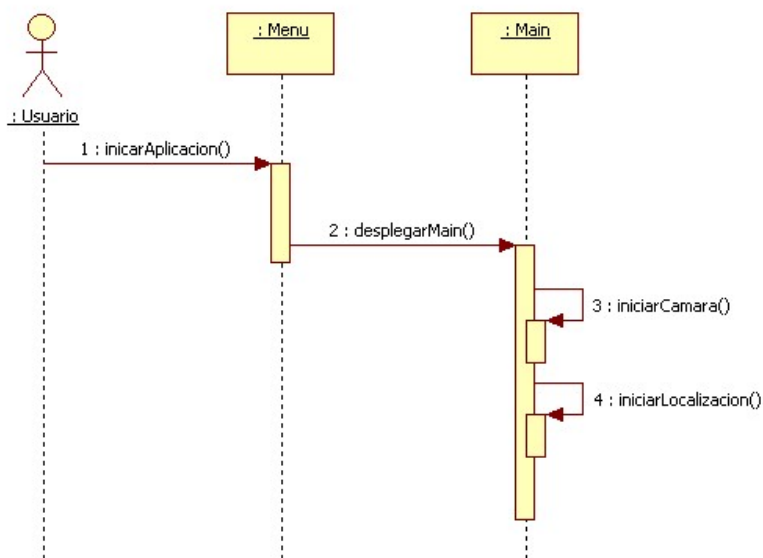 : Menu
: Main
: Usuario
1 : inicarAplicacion()
2 : desplegarMain()
3 : iniciarCamara()
4 : iniciarLocalizacion()